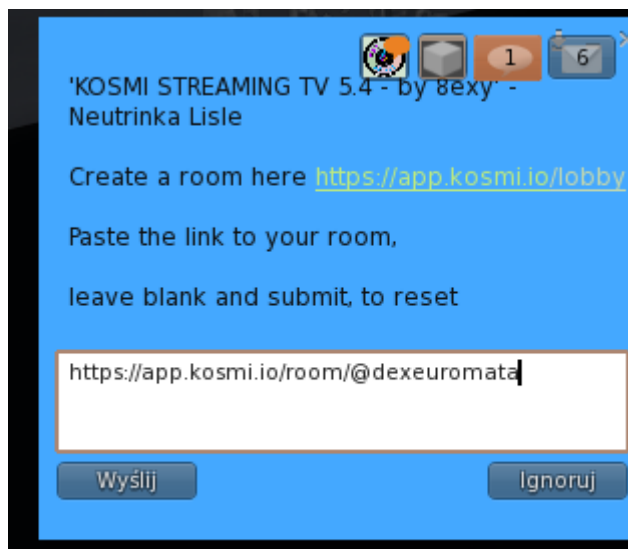 1
6
'KOSMI STREAMING TV 5.4 - by 8exy' -
Neutrinka Lisle
Create a room here https://app.kosmi.io/lobby
Paste the link to your room,
leave blank and submit, to reset
https://app.kosmi.io/room/@dexeuromata
Wyślij
Ignoruj